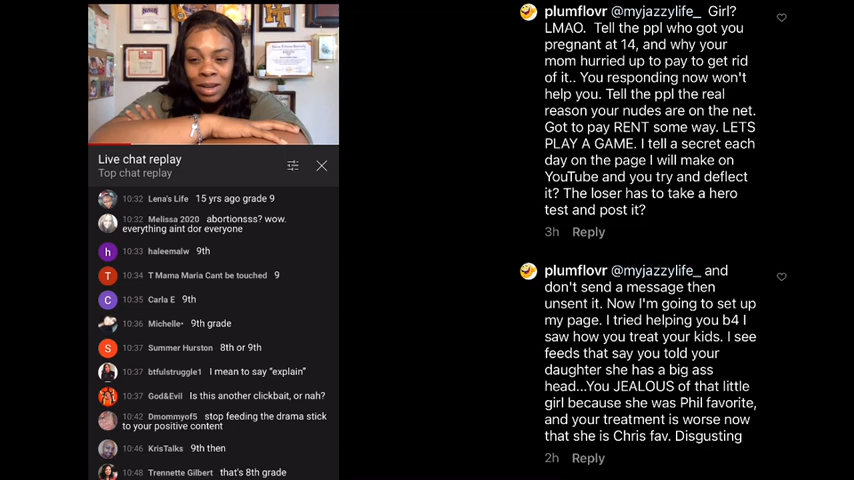 Live chat replay
Top chat replay
10:32 Lena's Life 15 yrs ago grade 9
10:32 Melissa 2020 abortionsss? wow.
everything aint dor everyone
h 10:33 haleemalw 9th
T 10:34 T Mama Maria Cant be touched 9
C 10:35 Carla E 9th
10:36 Michelle• 9th grade
S 10:37 Summer Hurston 8th or 9th
10:37 btfulstruggle1 I mean to say "explain"
10:37 God&Evil Is this another clickbait, or nah?
10:42 Dmommyof5 stop feeding the drama stick
to your positive content
10:46 KrisTalks 9th then
10:48 Trennette Gilbert that's 8th grade
plumflovr @myjazzylife_ Girl?
LMAO. Tell the ppl who got you
pregnant at 14, and why your
mom hurried up to pay to get rid
of it.. You responding now won't
help you. Tell the ppl the real
reason your nudes are on the net.
Got to pay RENT some way. LETS
PLAY A GAME. I tell a secret each
day on the page I will make on
YouTube and you try and deflect
it? The loser has to take a hero
test and post it?
3h Reply
plumflovr @myjazzylife_ and
don't send a message then
unsent it. Now I'm going to set up
my page. I tried helping you b4 I
saw how you treat your kids. I see
feeds that say you told your
daughter she has a big ass
head...You JEALOUS of that little
girl because she was Phil favorite,
and your treatment is worse now
that she is Chris fav. Disgusting
2h Reply